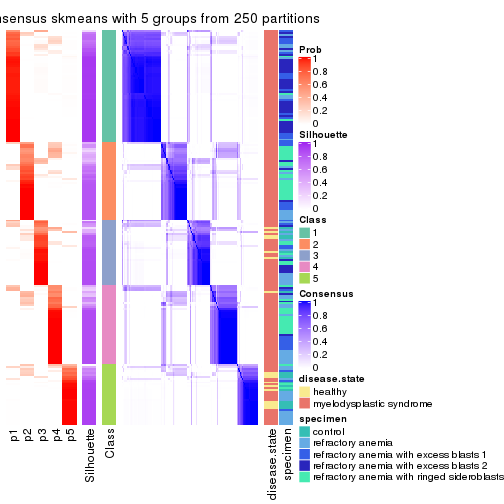 nsensus skmeans with 5 groups from 250 partitions
Prob
1
0.8
0.6
0.4
0.2
0
Silhouette
1
0.8
0.6
0.4
0.2
0
Class
1
2
3
4
5
Consensus
1
0.8
0.6
0.4
0.2
0
disease.state
healthy
myelodysplastic syndrome
specimen
control
refractory anemia
refractory anemia with excess blasts 1
refractory anemia with excess blasts 2
refractory anemia with ringed sideroblasts
p1
p2
p3
p4
p5
Silhouette
Class
disease.state
specimen